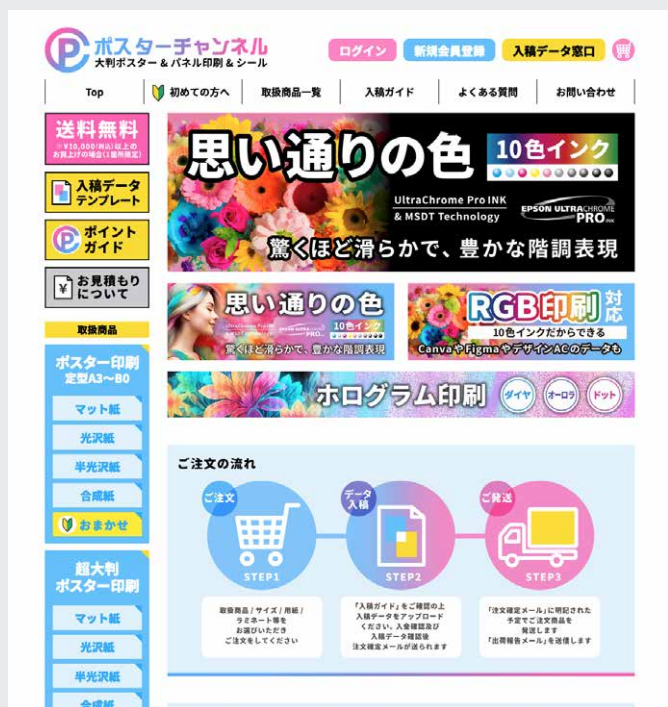 ポスターチャンネル
大判ポスター & パネル印刷 & シール
ログイン
新規会員登録
入稿データ窓口
Top
初めての方へ
取扱商品一覧
入稿ガイド
よくある質問
お問い合わせ
送料無料
※¥10,000(税込)以上の
お買上げの場合(1箇所限定)
入稿データ
テンプレート
ポイント
ガイド
お見積もり
について
取扱商品
ポスター印刷
定型A3〜B0
マット紙
光沢紙
半光沢紙
合成紙
おまかせ
超大判
ポスター印刷
マット紙
光沢紙
半光沢紙
合成紙
思い通りの色
10色インク
UltraChrome Pro INK
& MSDT Technology
EPSON ULTRACHROME
PRO INK
驚くほど滑らかで、豊かな階調表現
思い通りの色
UltraChrome Pro INK
10色インク
驚くほど滑らかで、豊かな階調表現
RGB印刷対応
10色インクだからできる
CanvaやFigmaやデザインACのデータも
ホログラム印刷
ダイヤ
オーロラ
ドット
ご注文の流れ
ご注文
STEP1
取扱商品 / サイズ / 用紙 /
ラミネート等を
お選びいただき
ご注文をしてください
データ
入稿
STEP2
「入稿ガイド」をご確認の上
入稿データをアップロード
ください、入金確認及び
入稿データ確認後
注文確定メールが送られます
ご発送
STEP3
「注文確定メール」に明記された
予定でご注文商品を
発送します
「出荷報告メール」を送信します